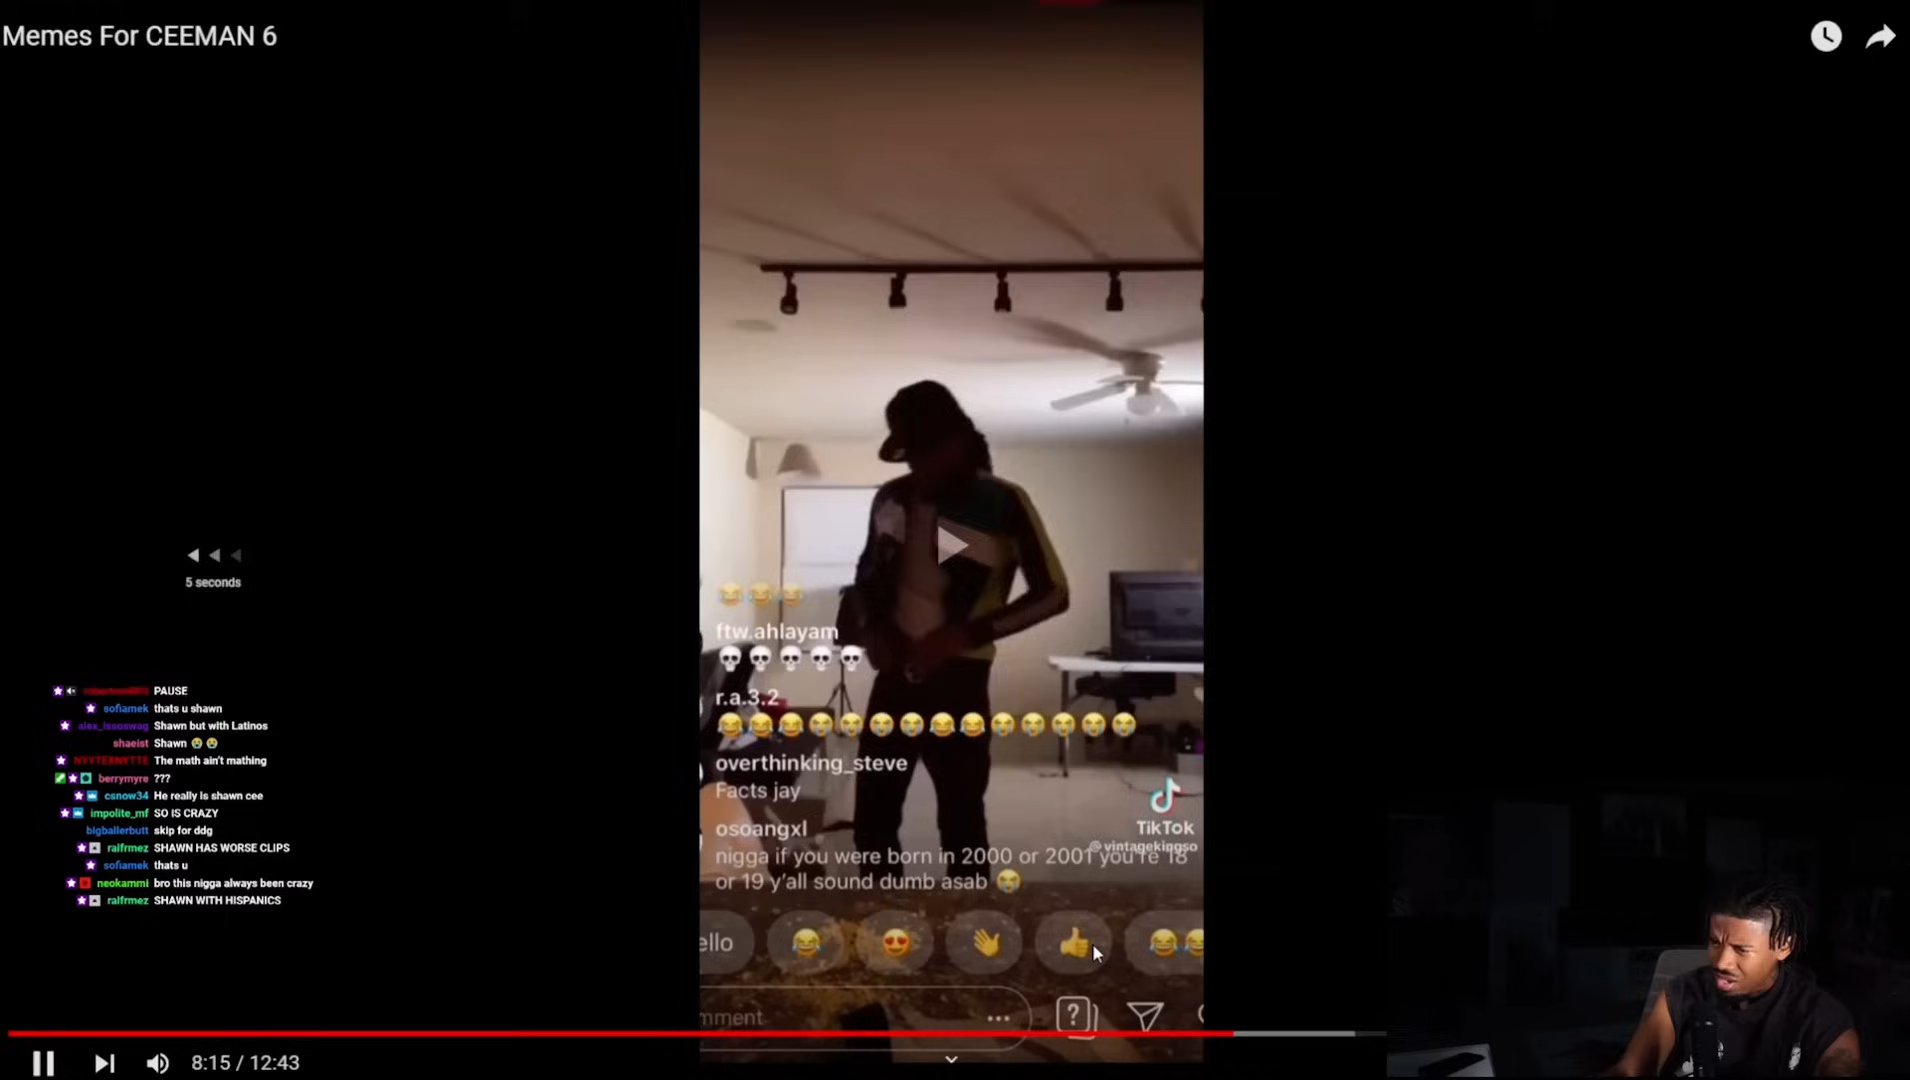 Memes For CEEMAN 6
5 seconds
PAUSE
sofiamek thats u shawn
alex_issoswag Shawn but with Latinos
shaeist Shawn 😭😭
The math ain't mathing
berrymyre ???
csnow34 He really Is shawn cee
impolite_mf SO IS CRAZY
bigballerbutt skip for ddg
ralfrmez SHAWN HAS WORSE CLIPS
sofiamek thats u
neokammi bro this nigga always been crazy
ralfrmez SHAWN WITH HISPANICS
😂😂😂
ftw.ahlayam
💀💀💀💀💀
r.a.3.2
😂😂😂😭😭😭😭😂😂😭😭😭😭😭
overthinking_steve
Facts jay
osoangxl
nigga if you were born in 2000 or 2001 you're 18
or 19 y'all sound dumb asab 😭
TikTok
@vintagekingso
ello 😂 😍 👋 👍 😂😂
mment
8:15 / 12:43